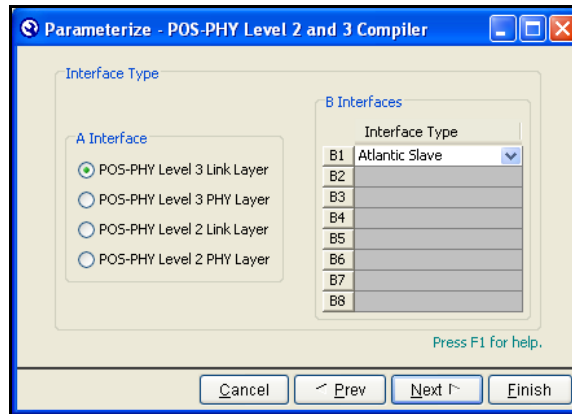 Parameterize - POS-PHY Level 2 and 3 Compiler
Interface Type
A Interface
POS-PHY Level 3 Link Layer
POS-PHY Level 3 PHY Layer
POS-PHY Level 2 Link Layer
POS-PHY Level 2 PHY Layer
B Interfaces
Interface Type
B1 Atlantic Slave
B2
B3
B4
B5
B6
B7
B8
Press F1 for help.
Cancel Prev Next Finish